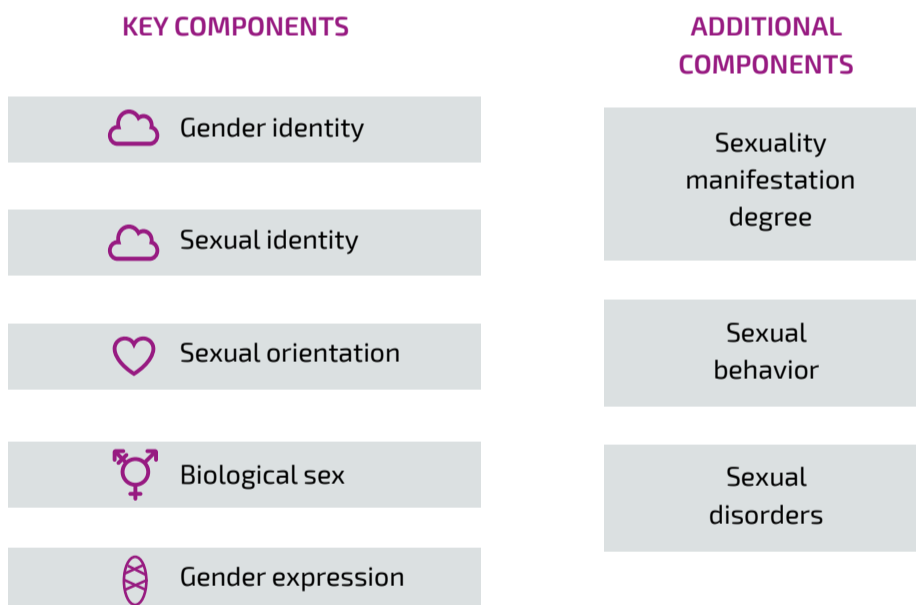 KEY COMPONENTS
Gender identity
Sexual identity
Sexual orientation
Biological sex
Gender expression
ADDITIONAL
COMPONENTS
Sexuality
manifestation
degree
Sexual
behavior
Sexual
disorders